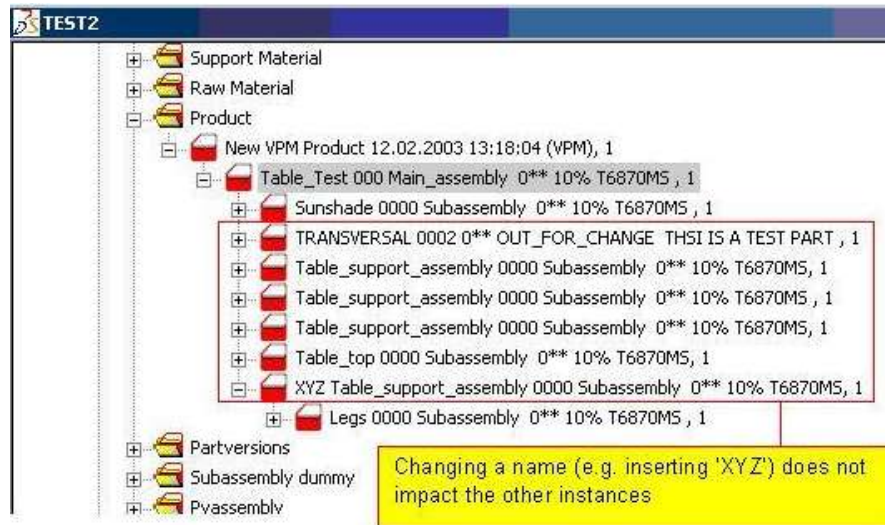 TEST2
Support Material
Raw Material
Product
New VPM Product 12.02.2003 13:18:04 (VPM), 1
Table_Test 000 Main_assembly 0** 10% T6870MS , 1
Sunshade 0000 Subassembly 0** 10% T6870MS , 1
TRANSVERSAL 0002 0** OUT_FOR_CHANGE THSI IS A TEST PART , 1
Table_support_assembly 0000 Subassembly 0** 10% T6870MS, 1
Table_support_assembly 0000 Subassembly 0** 10% T6870MS , 1
Table_support_assembly 0000 Subassembly 0** 10% T6870MS, 1
Table_top 0000 Subassembly 0** 10% T6870MS, 1
XYZ Table_support_assembly 0000 Subassembly 0** 10% T6870MS, 1
Legs 0000 Subassembly 0** 10% T6870MS , 1
Partversions
Subassembly dummy
Pvassembly
Changing a name (e.g. inserting 'XYZ') does not
impact the other instances